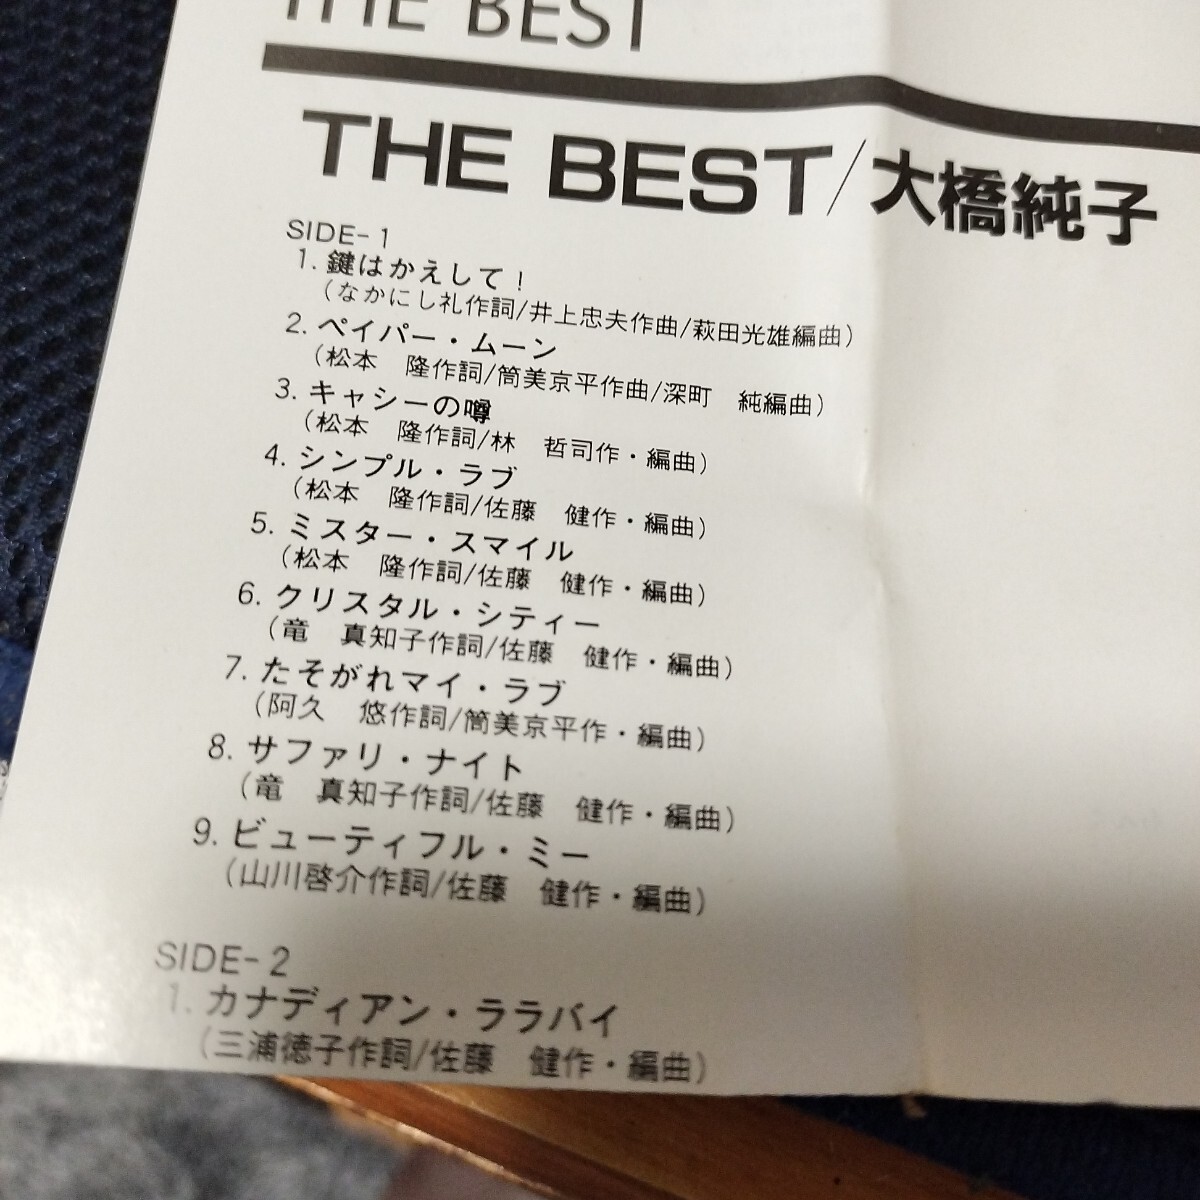 THE BEST
THE BEST/大橋純子
SIDE-1
1. 鍵はかえして!
(なかにし礼作詞/井上忠夫作曲/萩田光雄編曲)
2. ペイパー・ムーン
(松本 隆作詞/筒美京平作曲/深町 純編曲)
3. キャシーの噂
(松本 隆作詞/林 哲司作・編曲)
4. シンプル・ラブ
(松本 隆作詞/佐藤 健作・編曲)
5. ミスター・スマイル
(松本 隆作詞/佐藤 健作・編曲)
6. クリスタル・シティー
(竜 真知子作詞/佐藤 健作・編曲)
7. たそがれマイ・ラブ
(阿久 悠作詞/筒美京平作・編曲)
8. サファリ・ナイト
(竜 真知子作詞/佐藤 健作・編曲)
9. ビューティフル・ミー
(山川啓介作詞/佐藤 健作・編曲)
SIDE-2
1. カナディアン・ララバイ
(三浦徳子作詞/佐藤 健作・編曲)